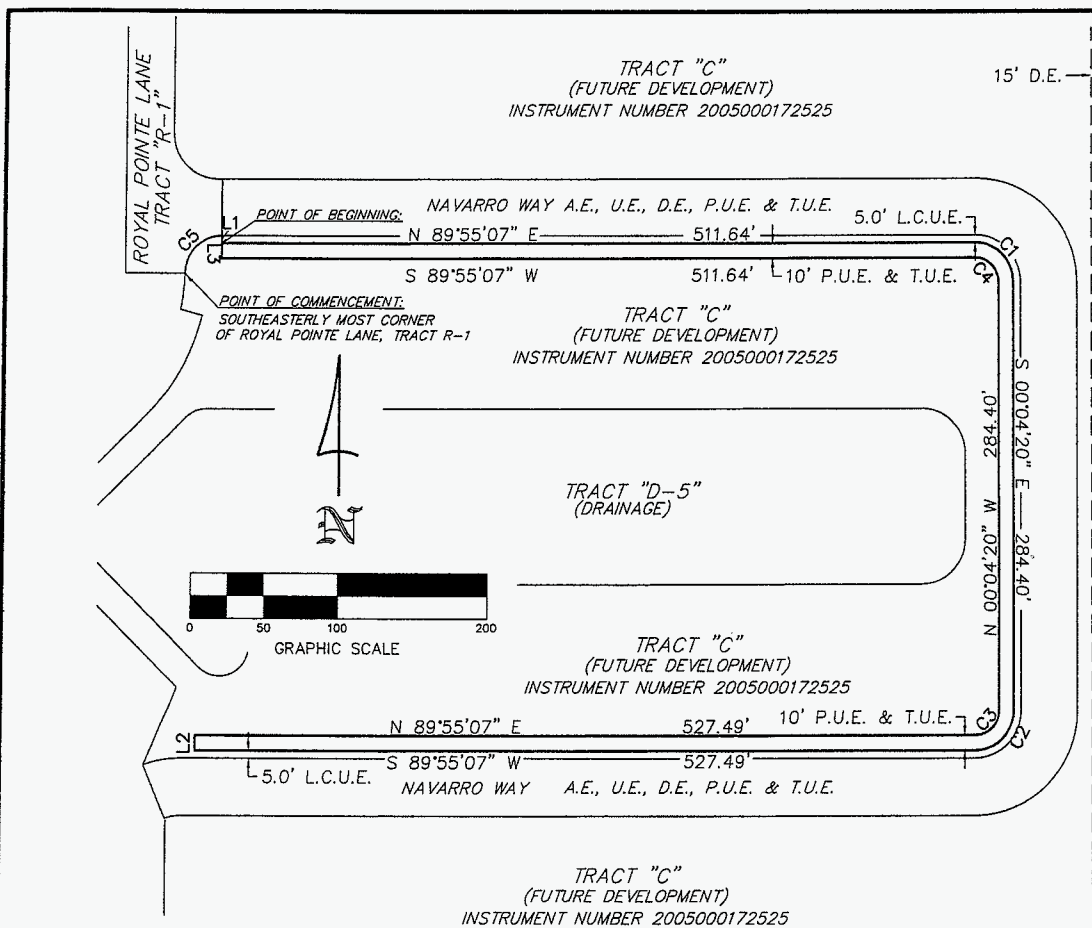 TRACT "C"
(FUTURE DEVELOPMENT)
INSTRUMENT NUMBER 2005000172525
15' D.E.
ROYAL POINTE LANE
TRACT "R-1"
NAVARRO WAY A.E., U.E., D.E., P.U.E. & T.U.E.
POINT OF BEGINNING:
5.0' L.C.U.E.
L1
C5
L3
N 89°55'07" E
511.64'
C1
S 89°55'07" W
511.64'
10' P.U.E. & T.U.E.
C4
POINT OF COMMENCEMENT:
SOUTHEASTERLY MOST CORNER
OF ROYAL POINTE LANE, TRACT R-1
TRACT "C"
(FUTURE DEVELOPMENT)
INSTRUMENT NUMBER 2005000172525
S 00°04'20" E
284.40'
N 00°04'20" W
284.40'
TRACT "D-5"
(DRAINAGE)
N
0 50 100 200
GRAPHIC SCALE
TRACT "C"
(FUTURE DEVELOPMENT)
INSTRUMENT NUMBER 2005000172525
N 89°55'07" E
527.49'
10' P.U.E. & T.U.E.
C3
L2
C2
S 89°55'07" W
527.49'
5.0' L.C.U.E.
NAVARRO WAY A.E., U.E., D.E., P.U.E. & T.U.E.
TRACT "C"
(FUTURE DEVELOPMENT)
INSTRUMENT NUMBER 2005000172525